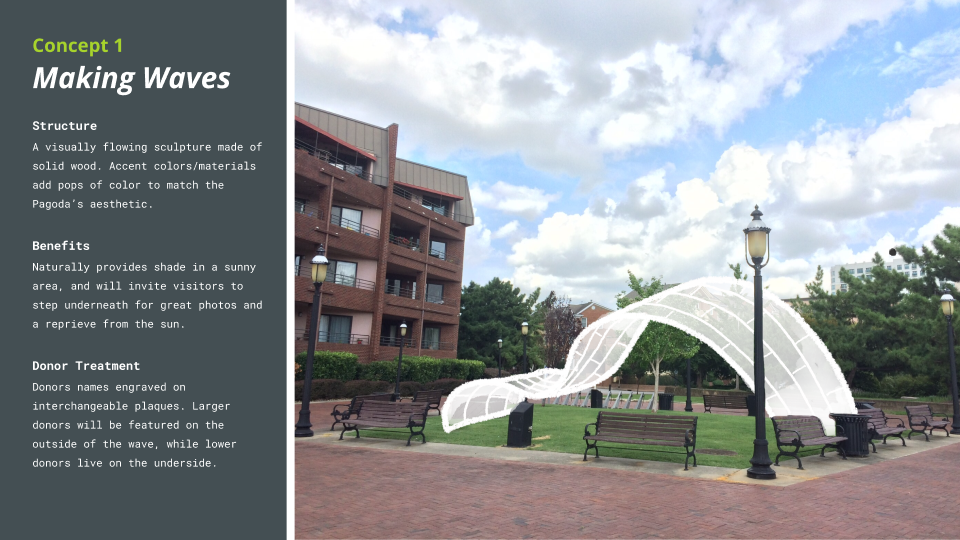 Concept 1
Making Waves
Structure
A visually flowing sculpture made of
solid wood. Accent colors/materials
add pops of color to match the
Pagoda's aesthetic.
Benefits
Naturally provides shade in a sunny
area, and will invite visitors to
step underneath for great photos and
a reprieve from the sun.
Donor Treatment
Donors names engraved on
interchangeable plaques. Larger
donors will be featured on the
outside of the wave, while lower
donors live on the underside.